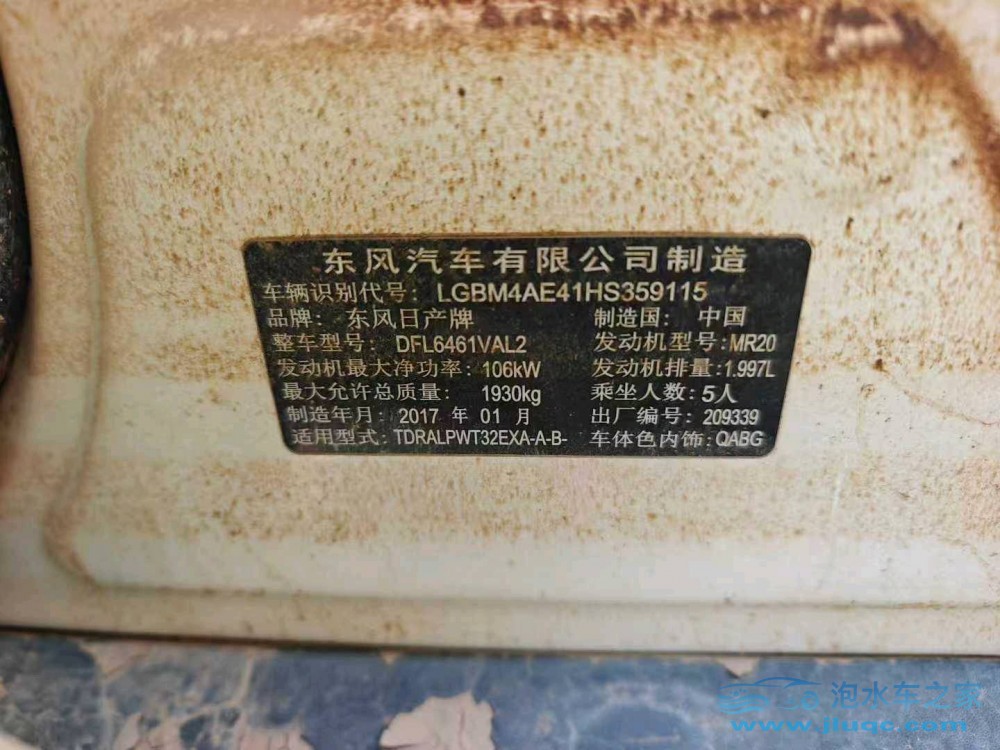 东风汽车有限公司制造
车辆识别代号: LGBM4AE41HS359115
品牌: 东风日产牌 制造国: 中国
整车型号: DFL6461VAL2 发动机型号:MR20
发动机最大净功率: 106kW 发动机排量:1.997L
最大允许总质量: 1930kg 乘坐人数:5人
制造年月: 2017 年 01 月 出厂编号: 209339
适用型式: TDRALPWT32EXA-A-B- 车体色内饰:QABG
泡水车之家
www.jluqc.com